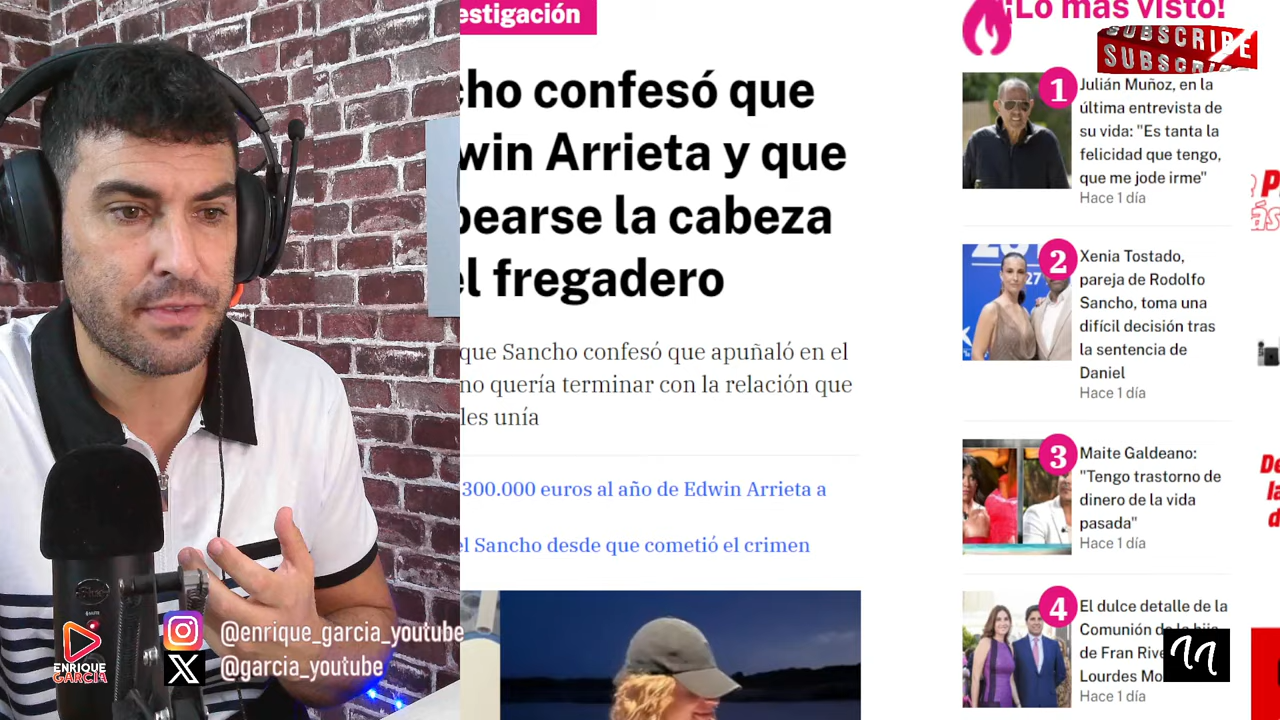 estigación
cho confesó que
win Arrieta y que
pearse la cabeza
el fregadero
que Sancho confesó que apuñaló en el
no quería terminar con la relación que
les unía
300.000 euros al año de Edwin Arrieta a
el Sancho desde que cometió el crimen
¡Lo más visto!
SUBSCRIBE
SUBSCRIBE
1
Julián Muñoz, en la
última entrevista de
su vida: "Es tanta la
felicidad que tengo,
que me jode irme"
Hace 1 día
2
Xenia Tostado,
pareja de Rodolfo
Sancho, toma una
difícil decisión tras
la sentencia de
Daniel
Hace 1 día
3
Maite Galdeano:
"Tengo trastorno de
dinero de la vida
pasada"
Hace 1 día
4
El dulce detalle de la
Comunión de la hija
de Fran Rive
Lourdes Mo
Hace 1 día
ENRIQUE
GARCIA
@enrique_garcia_youtube
@garcia_youtube